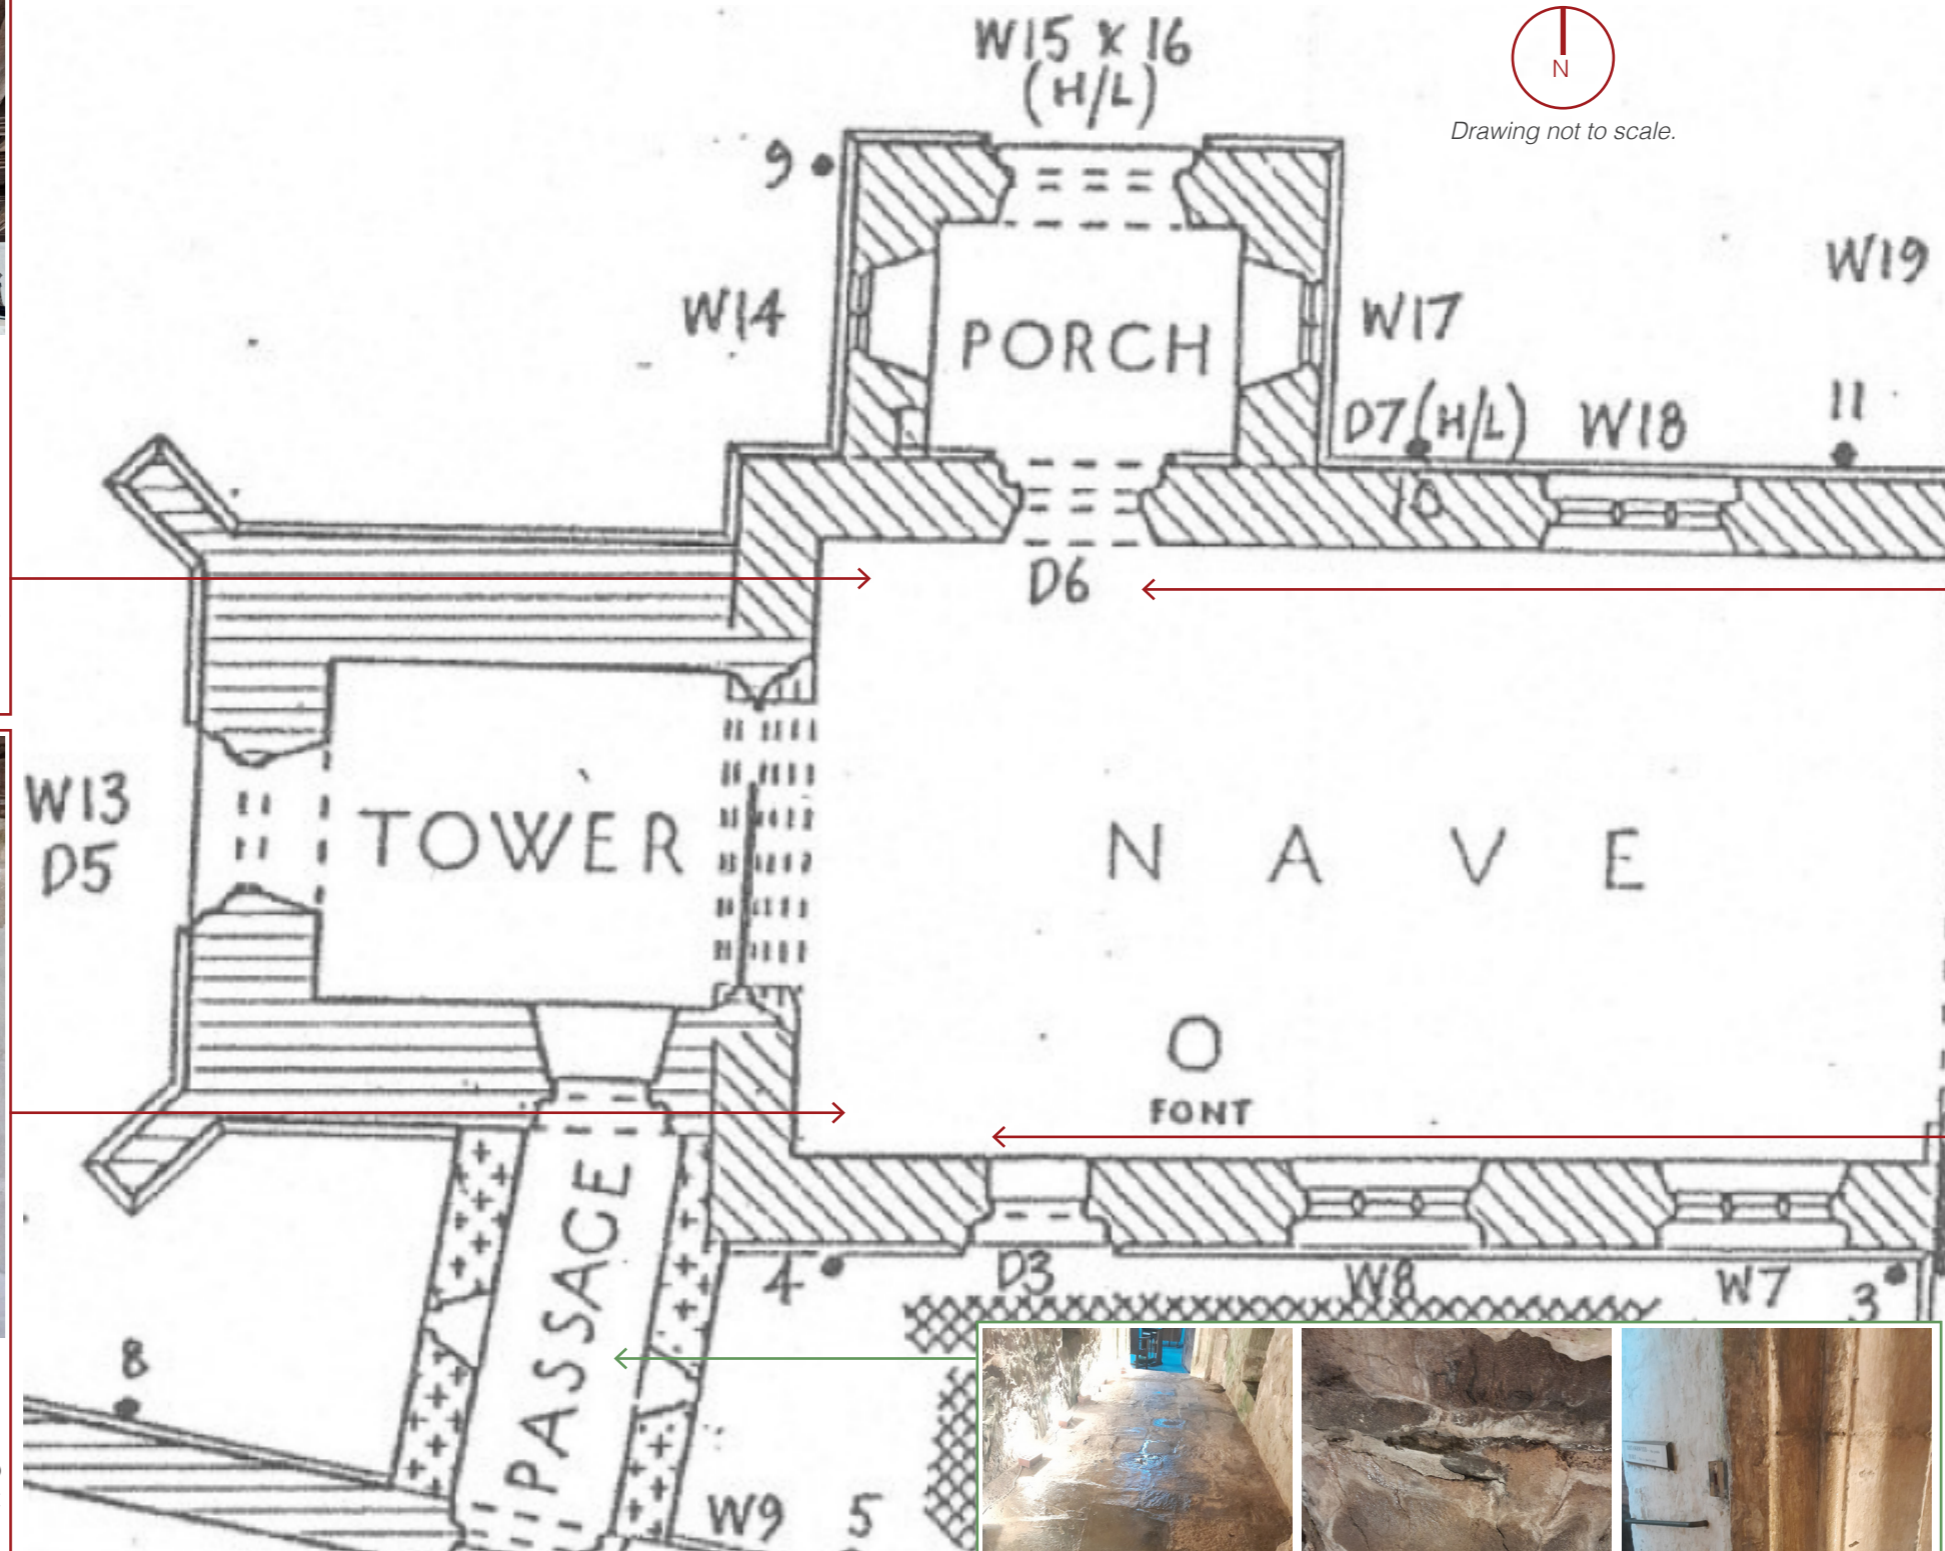 W15 x 16
(H/L)
N
Drawing not to scale.
9
W14
PORCH
W17
W19
D7(H/L)
W18
11
10
D6
W13
D5
TOWER
NAVE
FONT
PASSAGE
4
D3
W8
W7
3
8
W9
5